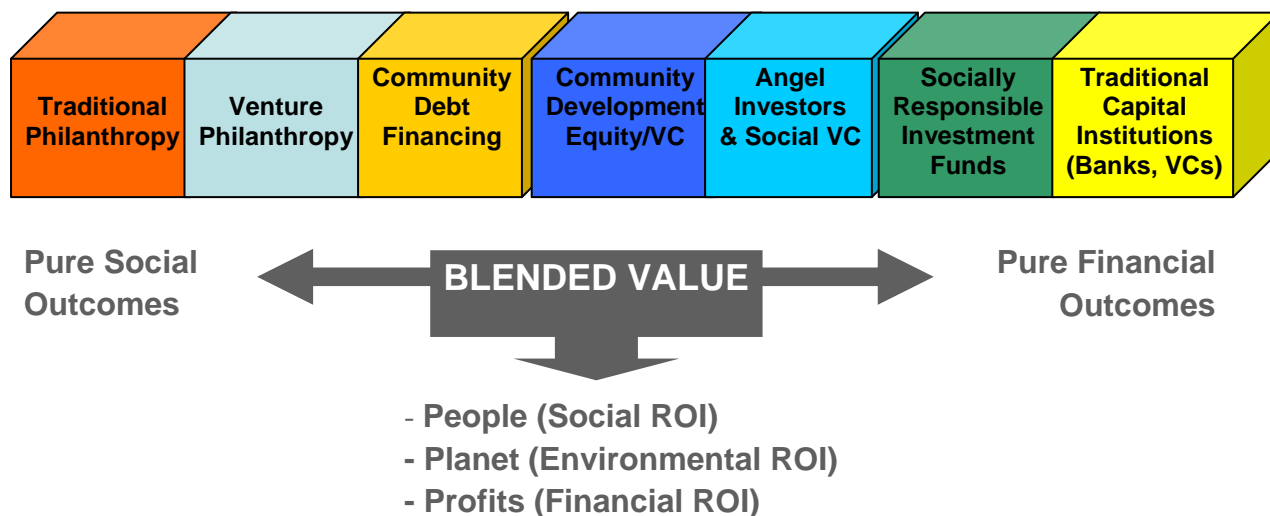 Traditional
Philanthropy
Venture
Philanthropy
Community
Debt
Financing
Community
Development
Equity/VC
Angel
Investors
& Social VC
Socially
Responsible
Investment
Funds
Traditional
Capital
Institutions
(Banks, VCs)
Pure Social
Outcomes
BLENDED VALUE
Pure Financial
Outcomes
- People (Social ROI)
- Planet (Environmental ROI)
- Profits (Financial ROI)